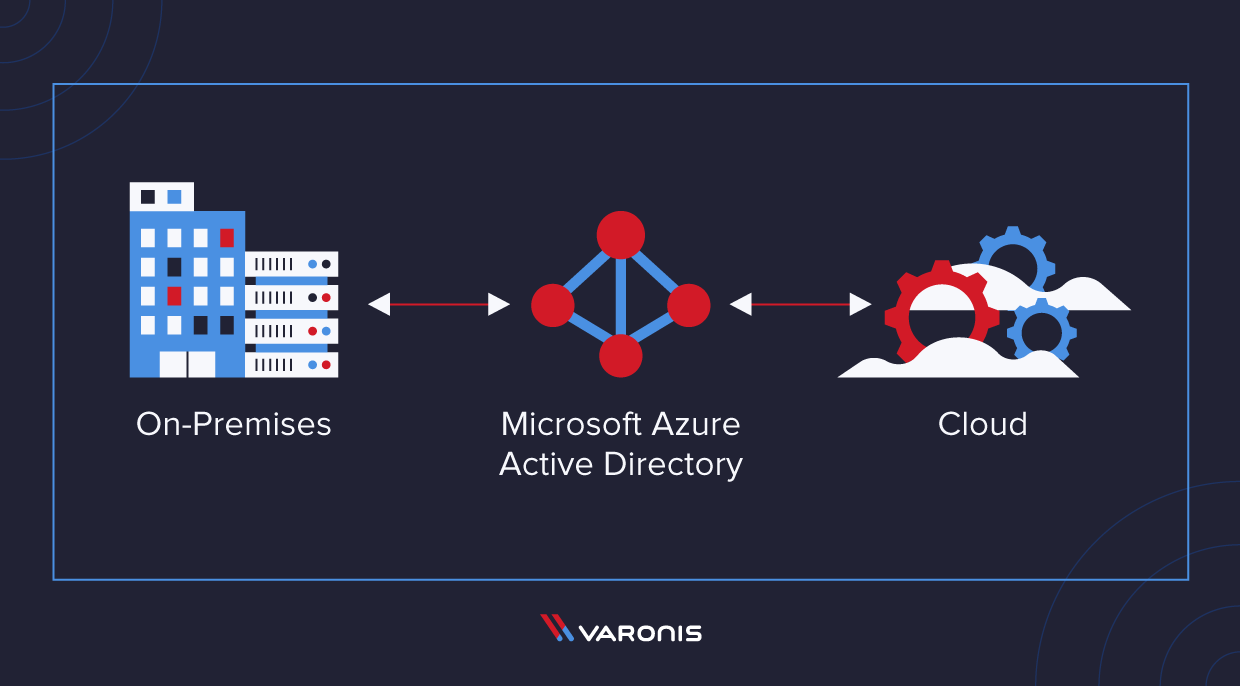 On-Premises
Microsoft Azure
Active Directory
Cloud
VARONIS